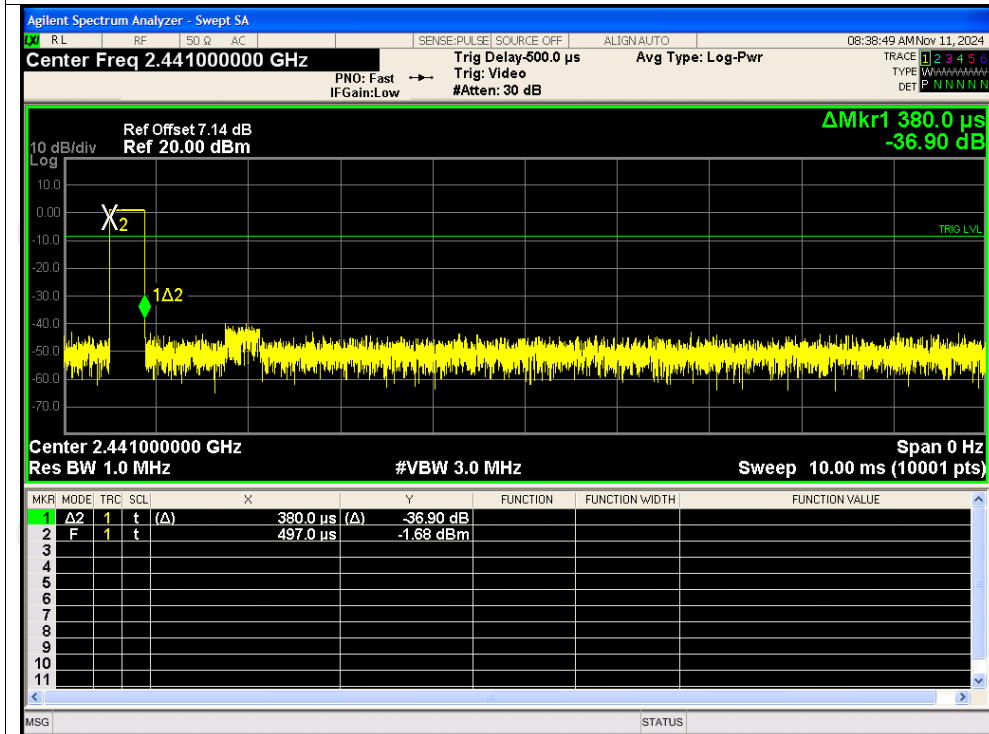 Agilent Spectrum Analyzer - Swept SA
LXI RL RF 50 Ω AC SENSE:PULSE SOURCE OFF ALIGN AUTO 08:38:49 AM Nov 11, 2024
Center Freq 2.441000000 GHz Trig Delay-500.0 µs Avg Type: Log-Pwr TRACE 1 2 3 4 5 6
PNO: Fast Trig: Video TYPE W
IFGain:Low #Atten: 30 dB DET P N N N N N
ΔMkr1 380.0 µs
-36.90 dB
Ref Offset 7.14 dB
10 dB/div Ref 20.00 dBm
Log
10.0
0.00
2
-10.0
TRIG LVL
-20.0
-30.0
1Δ2
-40.0
-50.0
-60.0
-70.0
Center 2.441000000 GHz Span 0 Hz
Res BW 1.0 MHz #VBW 3.0 MHz Sweep 10.00 ms (10001 pts)
MKR MODE TRC SCL X Y FUNCTION FUNCTION WIDTH FUNCTION VALUE
1 Δ2 1 t (Δ) 380.0 µs (Δ) -36.90 dB
2 F 1 t 497.0 µs -1.68 dBm
3
4
5
6
7
8
9
10
11
MSG STATUS